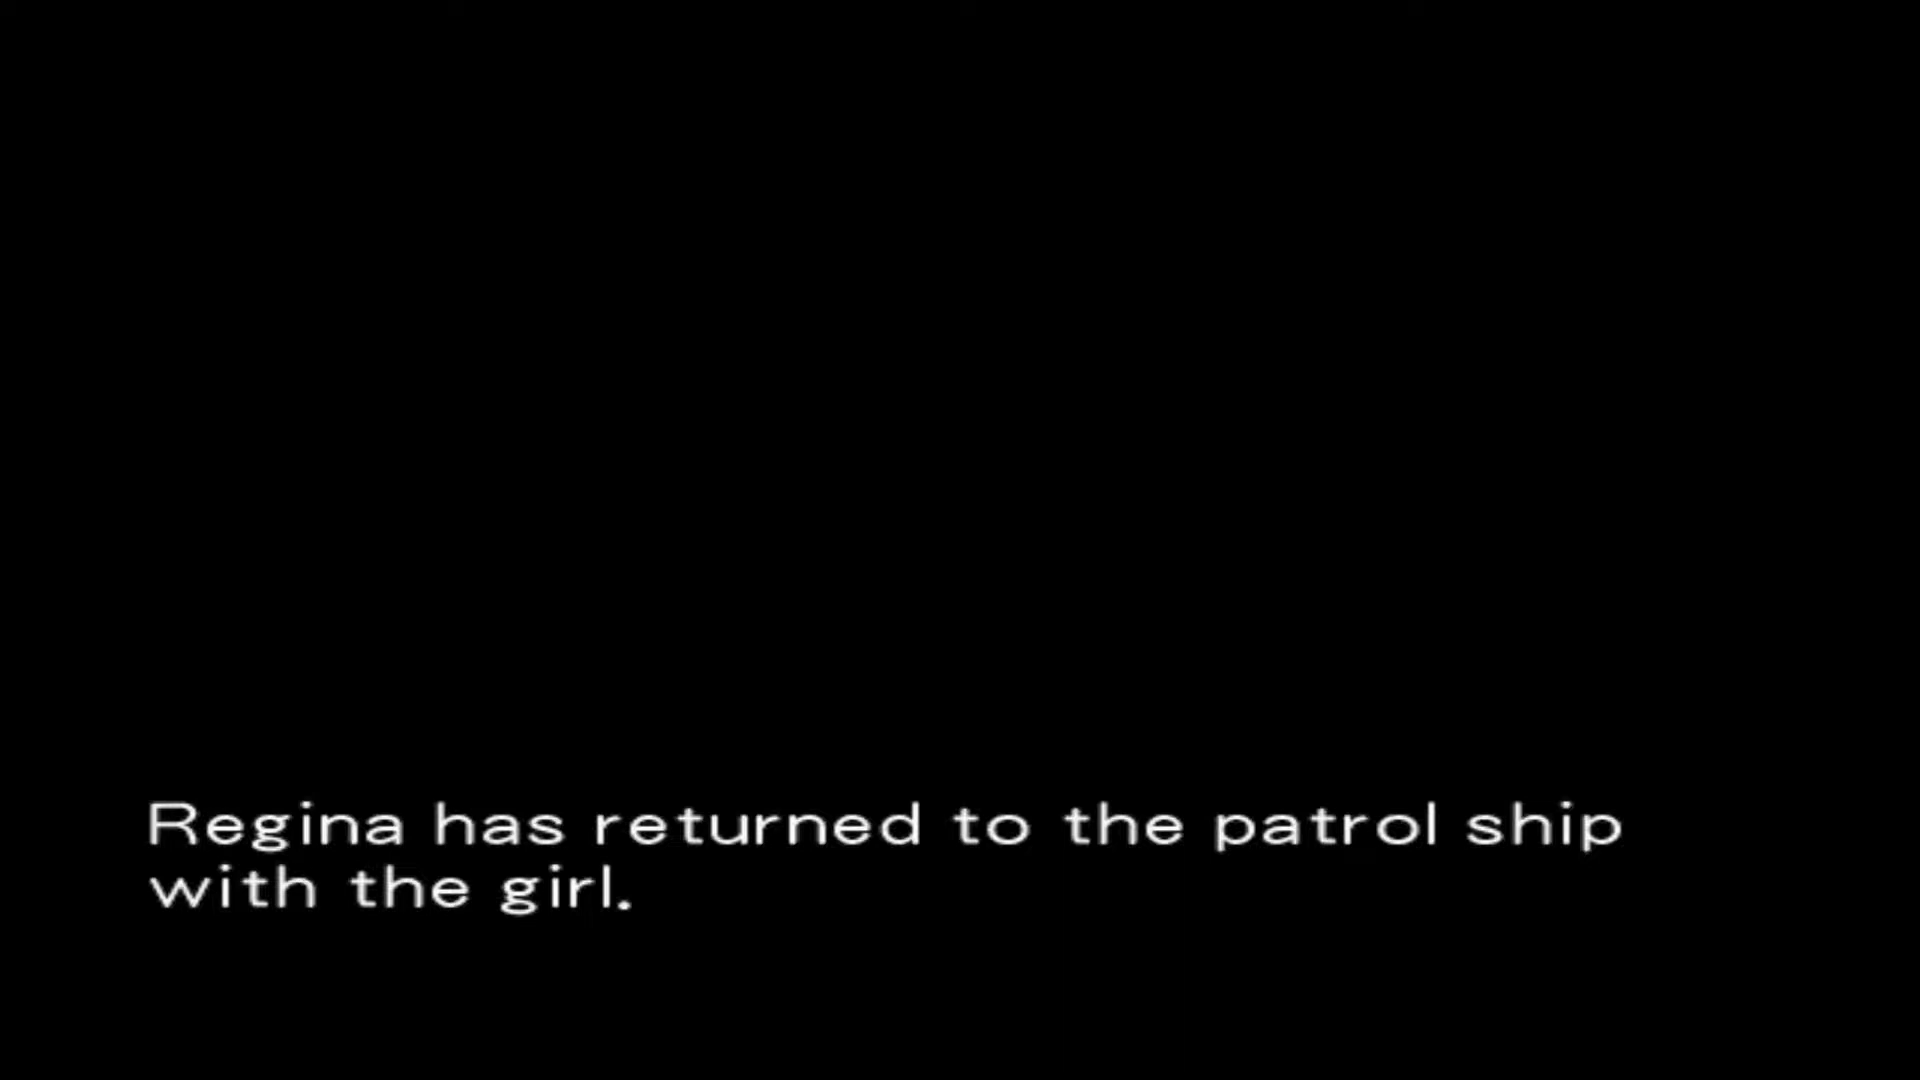 Regina has returned to the patrol ship
with the girl.